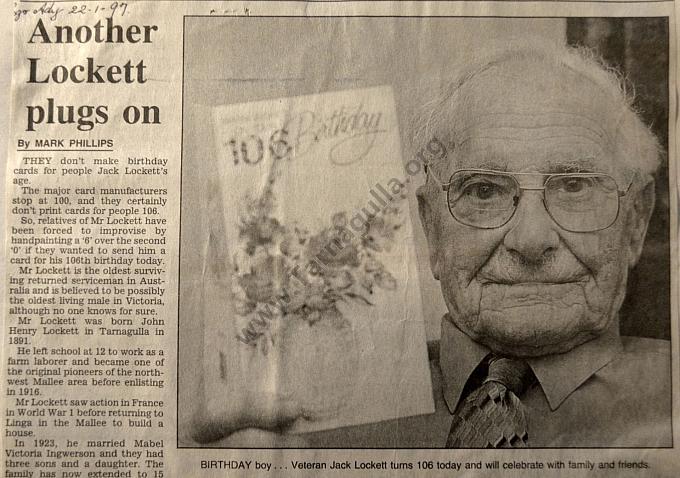 22-1-97
Another
Lockett
plugs on
By MARK PHILLIPS
THEY don't make birthday
cards for people Jack Lockett's
age.
The major card manufacturers
stop at 100, and they certainly
don't print cards for people 106.
So, relatives of Mr Lockett have
been forced to improvise by
handpainting a '6' over the second
'0' if they wanted to send him a
card for his 106th birthday today.
Mr Lockett is the oldest surviv-
ing returned serviceman in Aust-
ralia and is believed to be possibly
the oldest living male in Victoria,
although no one knows for sure.
Mr Lockett was born John
Henry Lockett in Tarnagulla in
1891.
He left school at 12 to work as a
farm laborer and became one of
the original pioneers of the north-
west Mallee area before enlisting
in 1916.
Mr Lockett saw action in France
in World War 1 before returning to
Linga in the Mallee to build a
house.
In 1923, he married Mabel
Victoria Ingwerson and they had
three sons and a daughter. The
family has now extended to 15
106 Birthday
www.Tarnagulla.org
BIRTHDAY boy . . . Veteran Jack Lockett turns 106 today and will celebrate with family and friends.